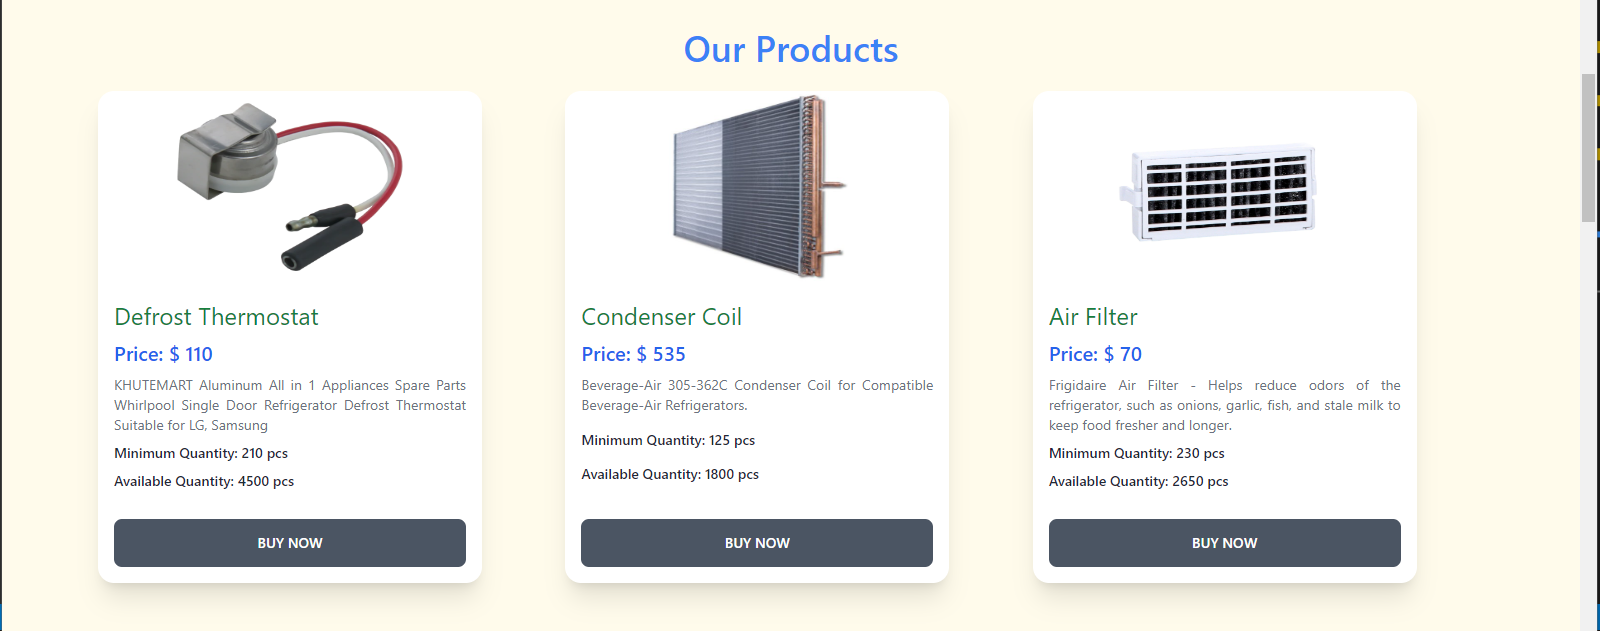 Our Products
Defrost Thermostat
Price: $ 110
KHUTEMART Aluminum All in 1 Appliances Spare Parts
Whirlpool Single Door Refrigerator Defrost Thermostat
Suitable for LG, Samsung
Minimum Quantity: 210 pcs
Available Quantity: 4500 pcs
BUY NOW
Condenser Coil
Price: $ 535
Beverage-Air 305-362C Condenser Coil for Compatible
Beverage-Air Refrigerators.
Minimum Quantity: 125 pcs
Available Quantity: 1800 pcs
BUY NOW
Air Filter
Price: $ 70
Frigidaire Air Filter - Helps reduce odors of the
refrigerator, such as onions, garlic, fish, and stale milk to
keep food fresher and longer.
Minimum Quantity: 230 pcs
Available Quantity: 2650 pcs
BUY NOW